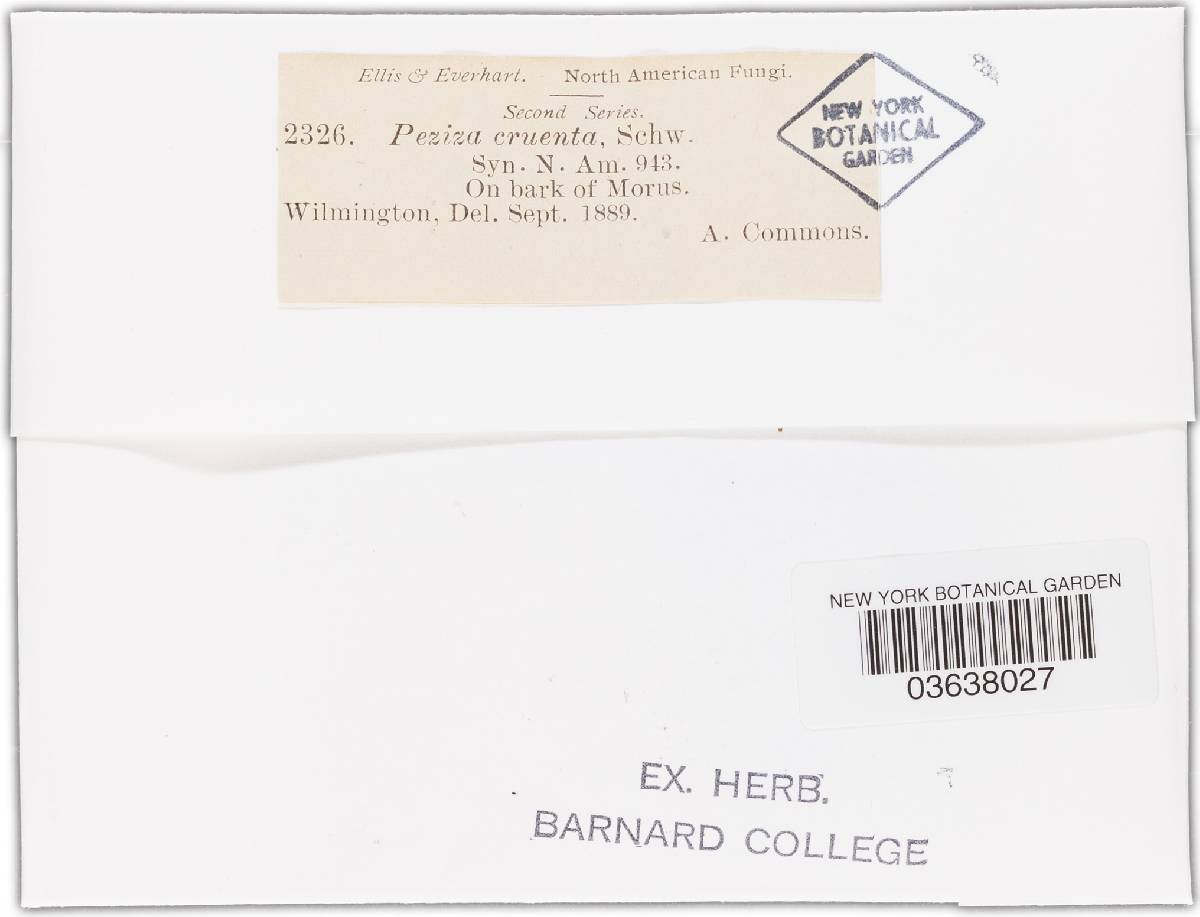 Ellis & Everhart. North American Fungi.
Second Series.
2326. Peziza cruenta, Schw.
Syn. N. Am. 943.
On bark of Morus.
Wilmington, Del. Sept. 1889.
A. Commons.
NEW YORK
BOTANICAL
GARDEN
NEW YORK BOTANICAL GARDEN
03638027
EX. HERB.
BARNARD COLLEGE